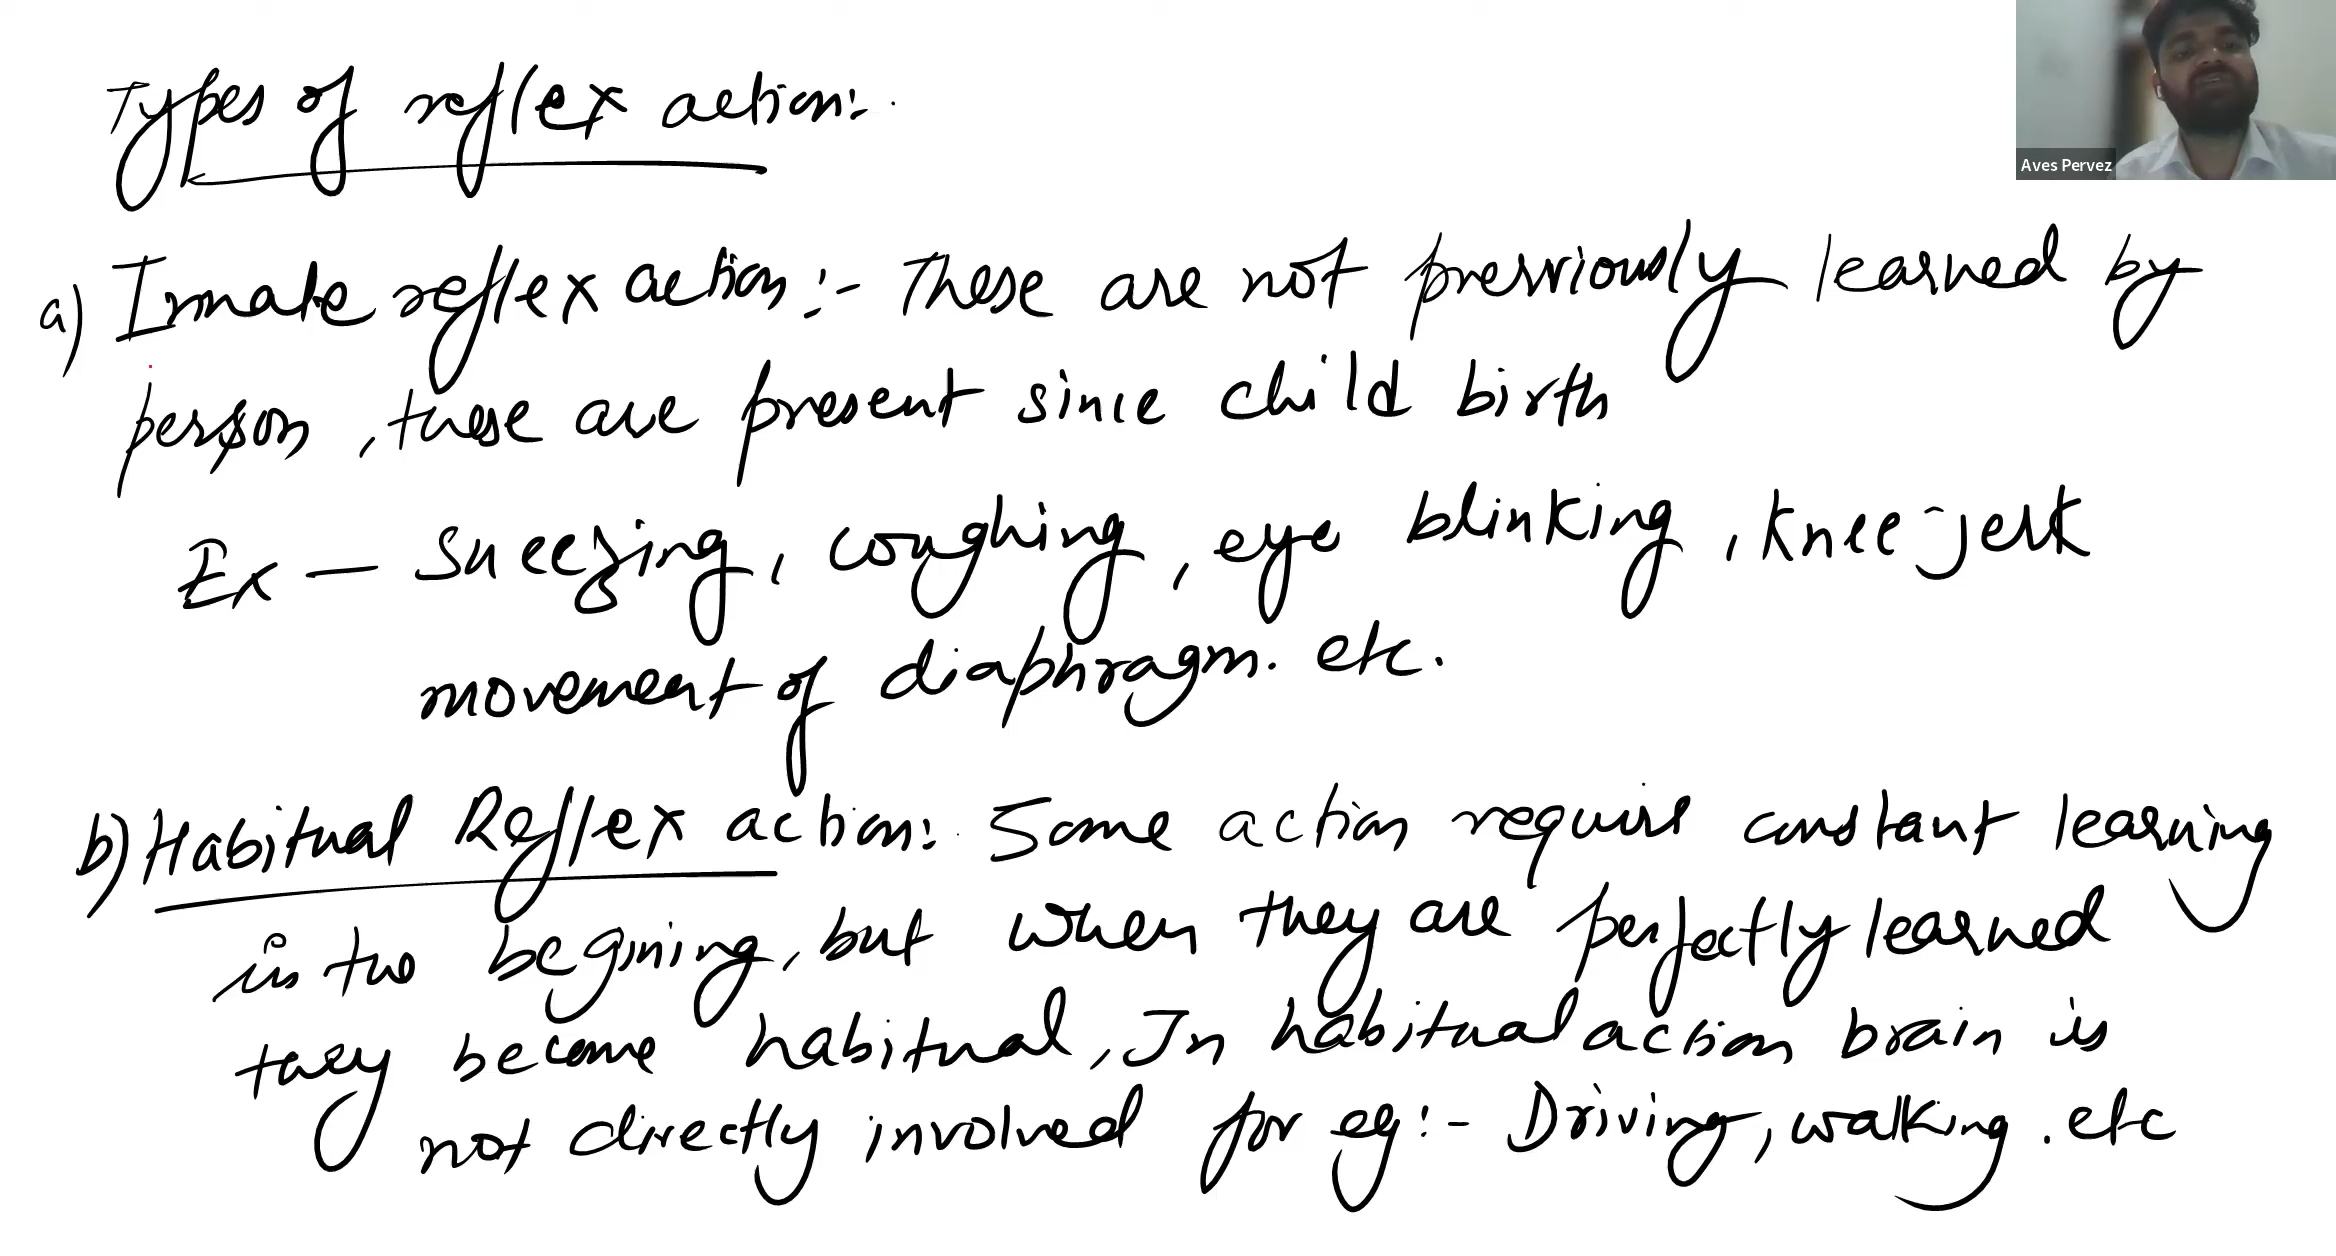 Types of reflex action:-
Aves Pervez
a) Innate reflex action :- These are not previously learned by
person, these are present since child birth
Ex - Sneezing, coughing, eye blinking, knee-jerk
movement of diaphragm. etc.
b) Habitual Reflex action: Some action require constant learning
in the begining, but when they are perfectly learned
they become habitual, In habitual action brain is
not directly involved for eg:- Driving, walking. etc